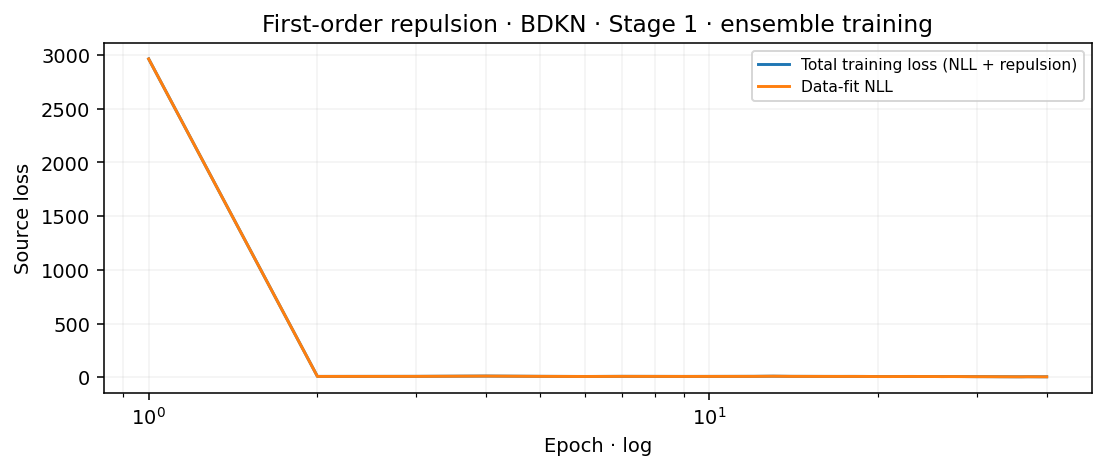 First-order repulsion · BDKN · Stage 1 · ensemble training
Total training loss (NLL + repulsion)
Data-fit NLL
Source loss
3000
2500
2000
1500
1000
500
0
10⁰
10¹
Epoch · log